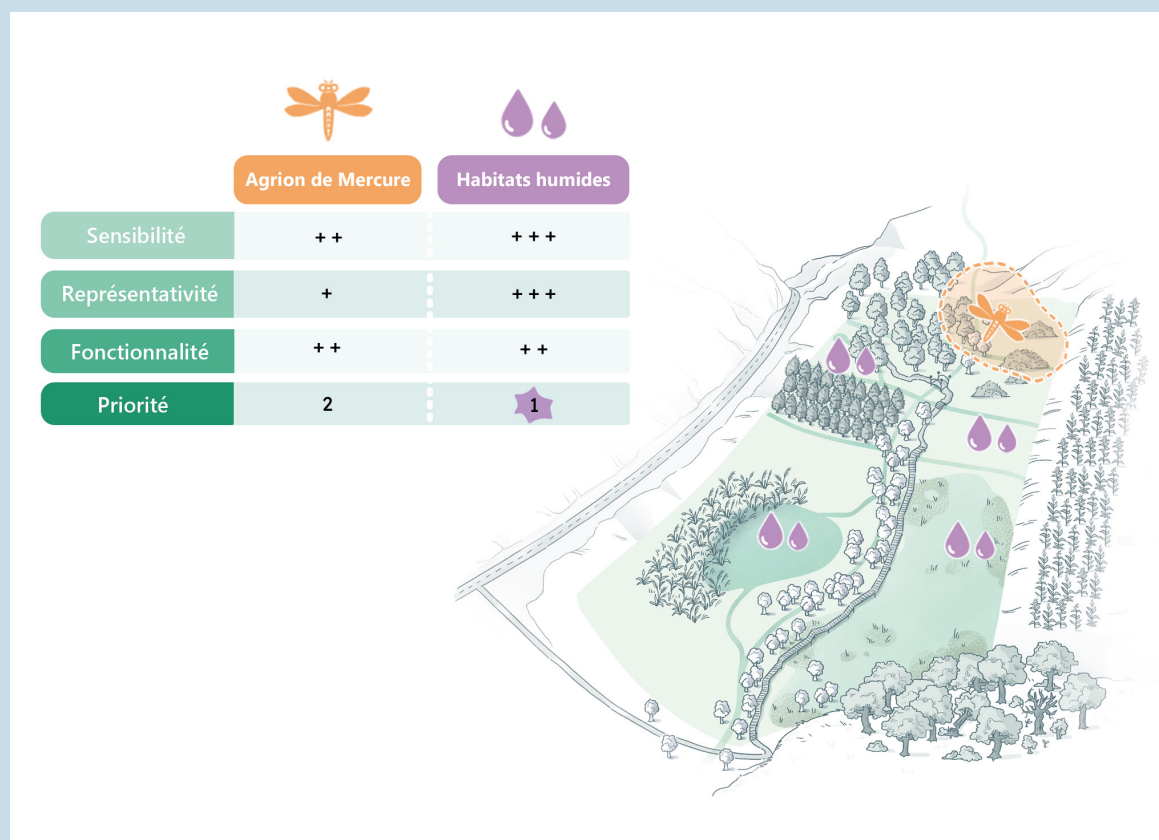 Agrion de Mercure Habitats humides
Sensibilité ++ +++
Représentativité + +++
Fonctionnalité ++ ++
Priorité 2 1